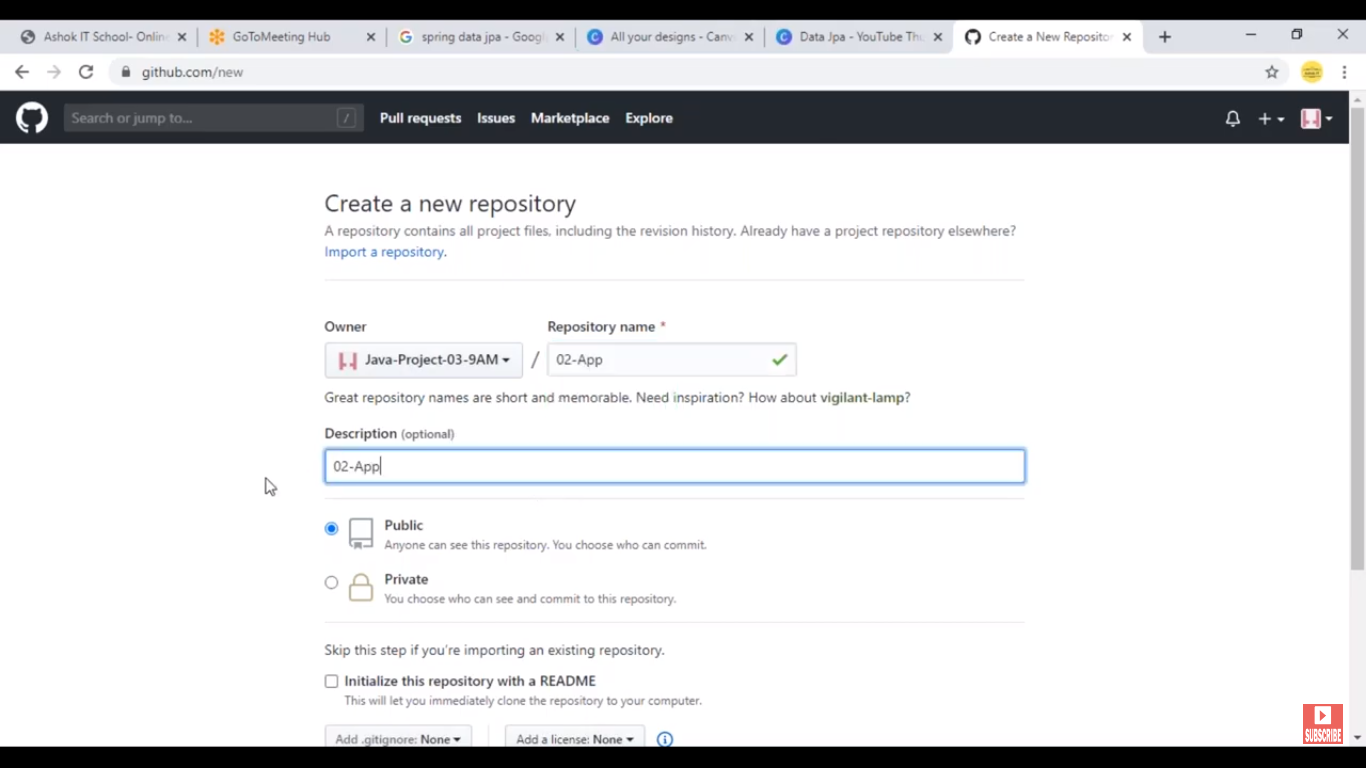 Ashok IT School- Online
GoToMeeting Hub
spring data jpa - Google
All your designs - Canv
Data Jpa - YouTube Thu
Create a New Repositor
github.com/new
Search or jump to...
/
Pull requests
Issues
Marketplace
Explore
Create a new repository
A repository contains all project files, including the revision history. Already have a project repository elsewhere?
Import a repository.
Owner
Repository name *
Java-Project-03-9AM
/
02-App
Great repository names are short and memorable. Need inspiration? How about vigilant-lamp?
Description (optional)
02-App
Public
Anyone can see this repository. You choose who can commit.
Private
You choose who can see and commit to this repository.
Skip this step if you're importing an existing repository.
Initialize this repository with a README
This will let you immediately clone the repository to your computer.
Add .gitignore: None
Add a license: None
SUBSCRIBE